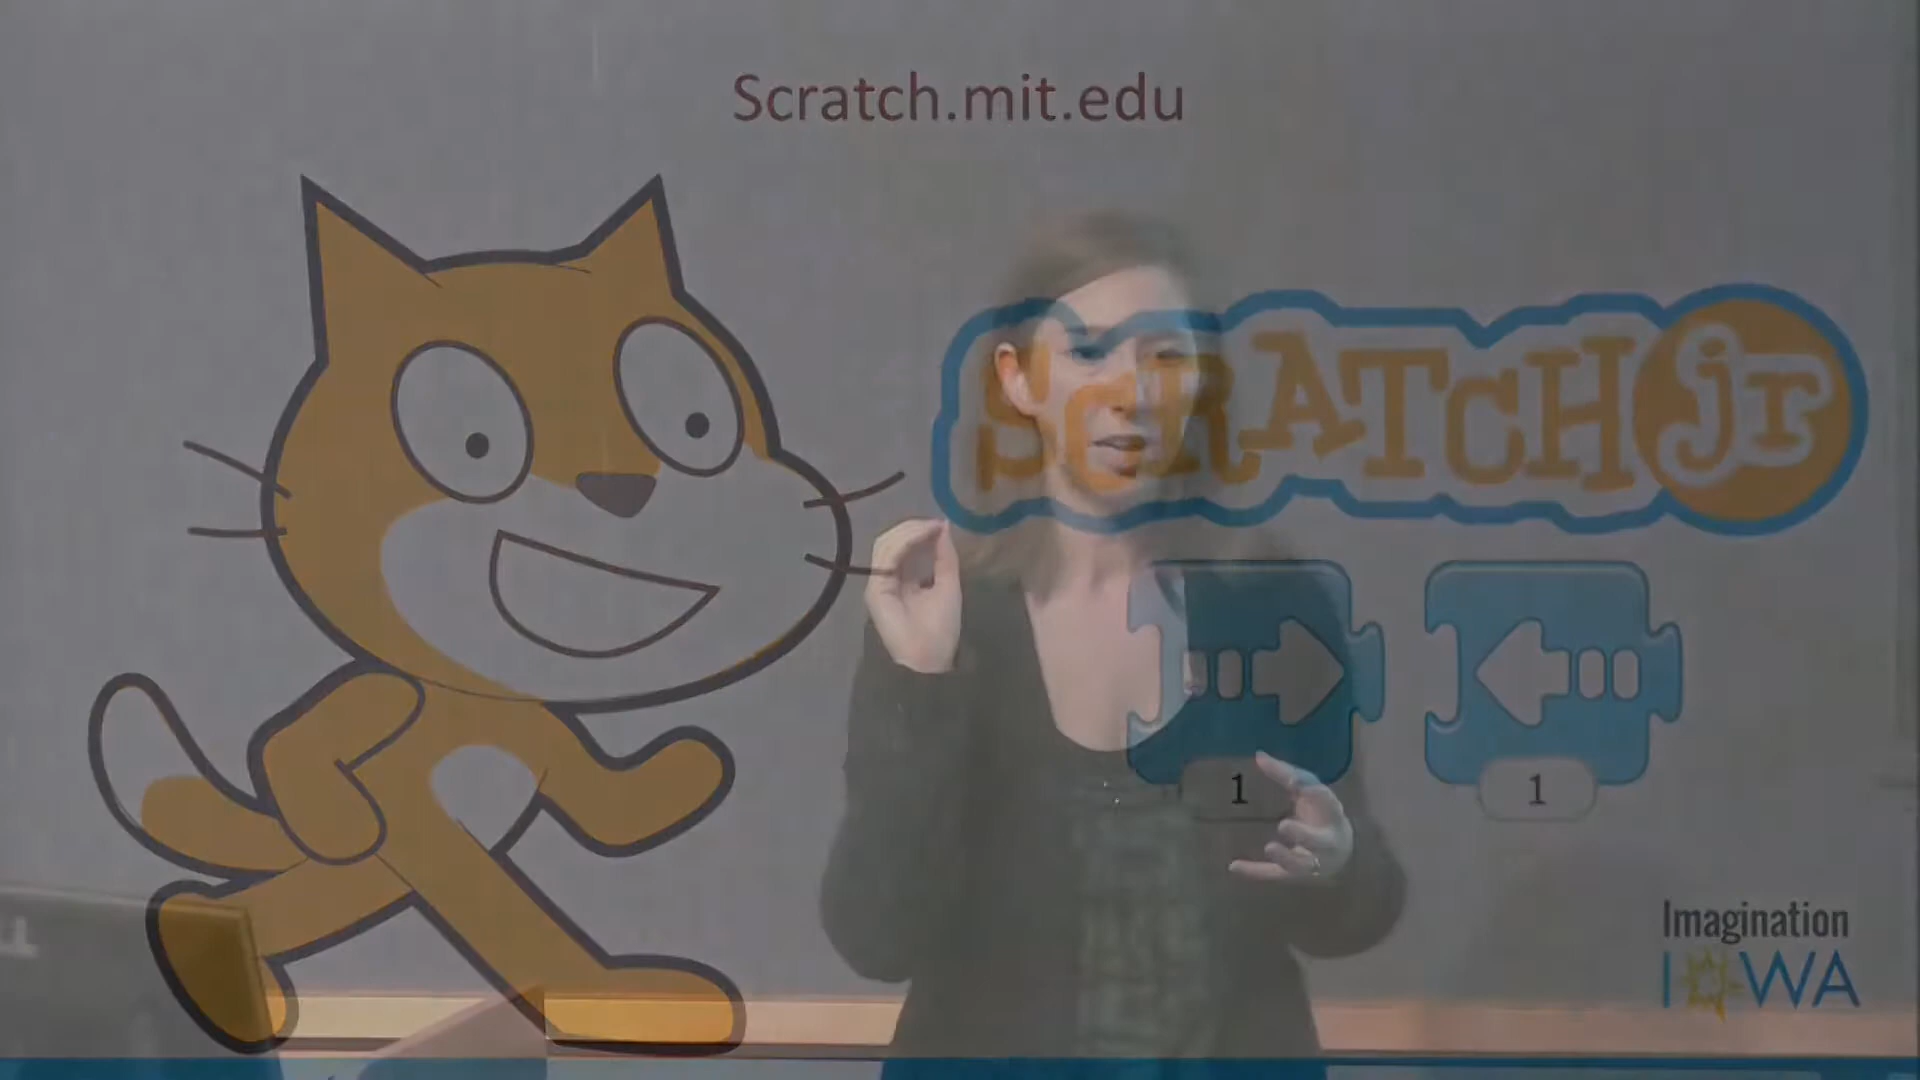 Scratch.mit.edu
SCRATCH jr
1
1
Imagination
IOWA